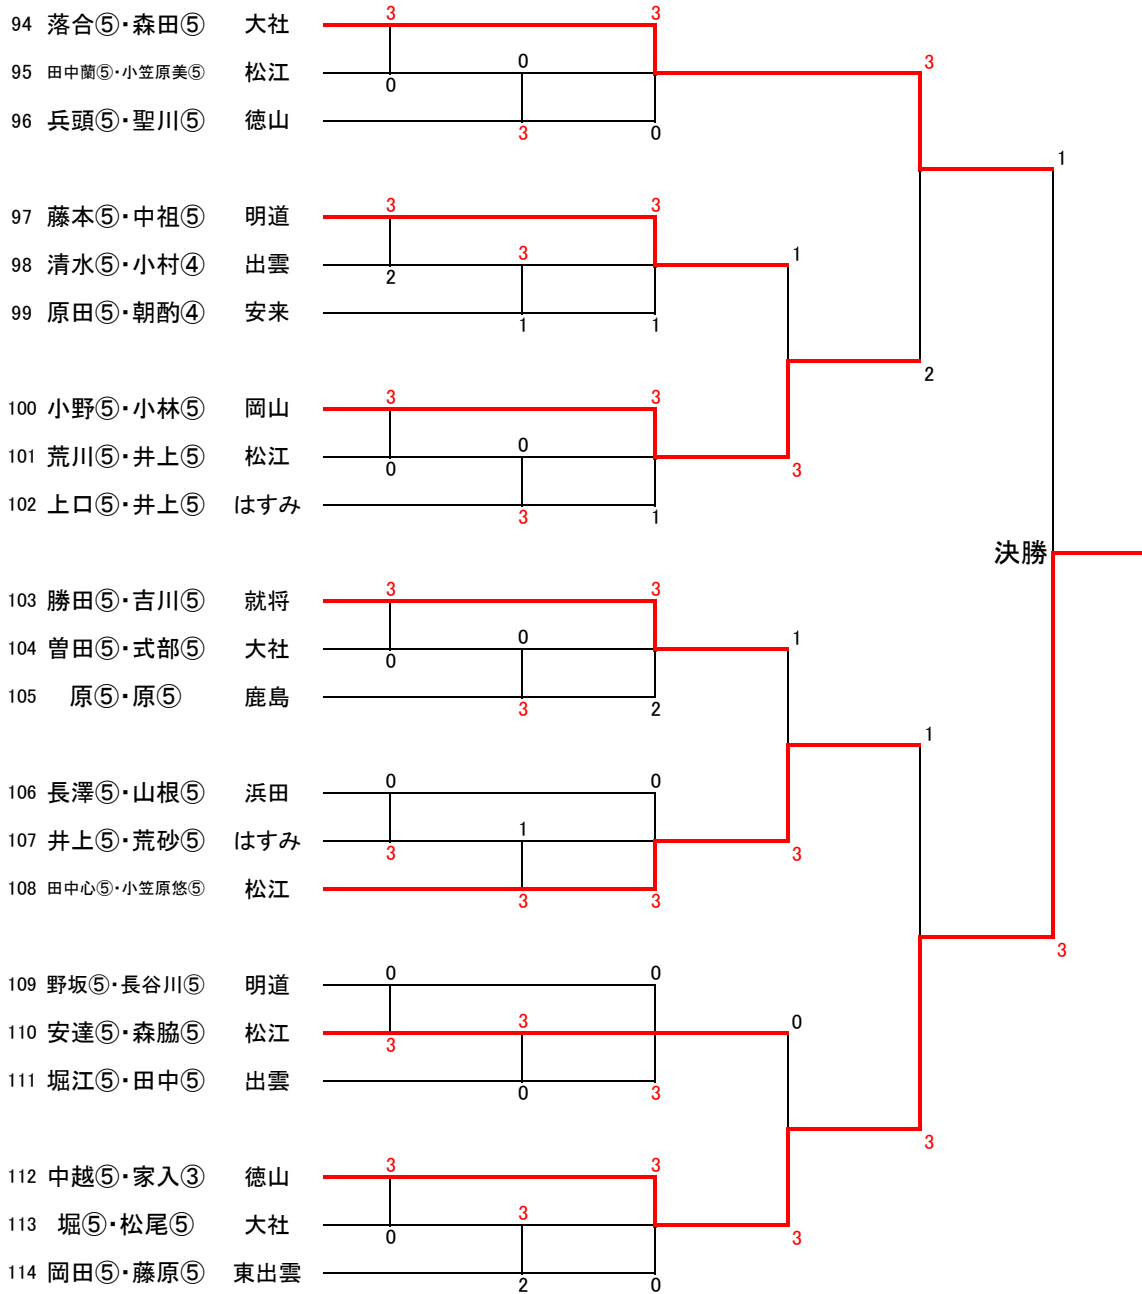 3 3
94 落合⑤・森田⑤ 大社
0 3
95 田中蘭⑤・小笠原美⑤ 松江
0
96 兵頭⑤・聖川⑤ 徳山
3 0
1
3 3
97 藤本⑤・中祖⑤ 明道
3 1
98 清水⑤・小村④ 出雲
2
99 原田⑤・朝酌④ 安来
1 1
2
3 3
100 小野⑤・小林⑤ 岡山
0
101 荒川⑤・井上⑤ 松江
0 3
102 上口⑤・井上⑤ はすみ
3 1
決勝
3 3
103 勝田⑤・吉川⑤ 就将
0 1
104 曽田⑤・式部⑤ 大社
0
105 原⑤・原⑤ 鹿島
3 2
1
0 0
106 長澤⑤・山根⑤ 浜田
1
107 井上⑤・荒砂⑤ はすみ
3 3
108 田中心⑤・小笠原悠⑤ 松江
3 3
3
0 0
109 野坂⑤・長谷川⑤ 明道
3 0
110 安達⑤・森脇⑤ 松江
3
111 堀江⑤・田中⑤ 出雲
0 3
3
3 3
112 中越⑤・家入③ 徳山
3
113 堀⑤・松尾⑤ 大社
0 3
114 岡田⑤・藤原⑤ 東出雲
2 0